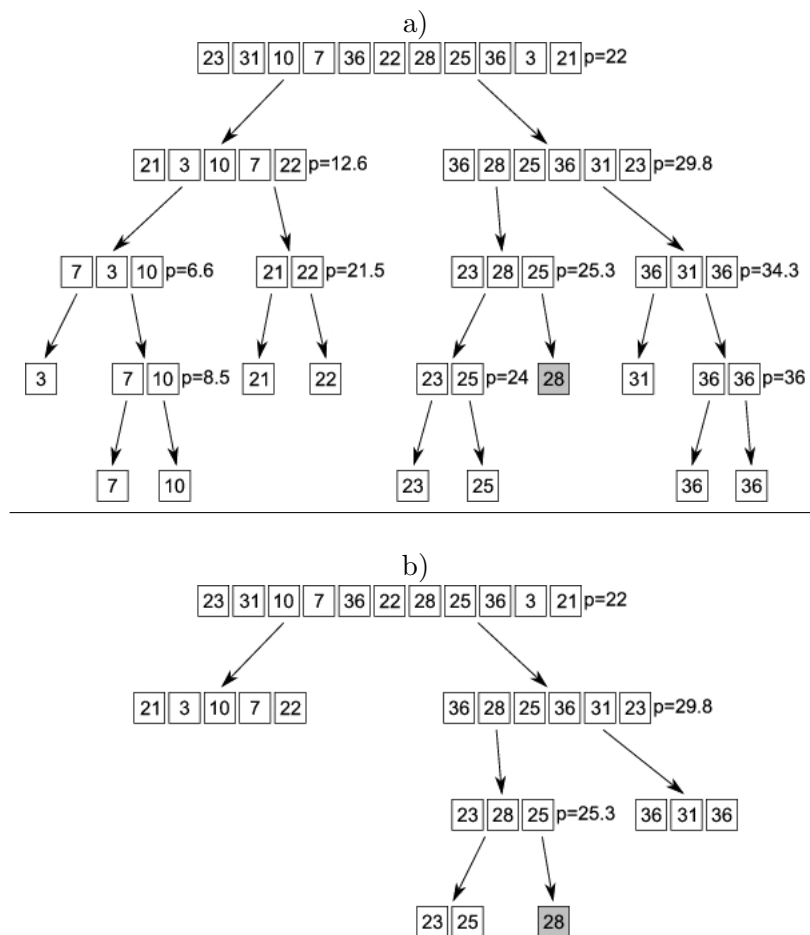 a)
23 31 10 7 36 22 28 25 36 3 21 p=22
21 3 10 7 22 p=12.6 36 28 25 36 31 23 p=29.8
7 3 10 p=6.6 21 22 p=21.5 23 28 25 p=25.3 36 31 36 p=34.3
3 7 10 p=8.5 21 22 23 25 p=24 28 31 36 36 p=36
7 10 23 25 36 36
b)
23 31 10 7 36 22 28 25 36 3 21 p=22
21 3 10 7 22 36 28 25 36 31 23 p=29.8
23 28 25 p=25.3 36 31 36
23 25 28